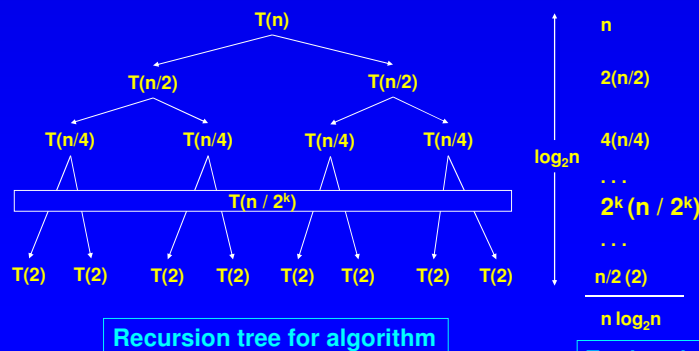 T(n) n
T(n/2) T(n/2) 2(n/2)
T(n/4) T(n/4) T(n/4) T(n/4) log₂n 4(n/4)
. . .
T(n / 2ᵏ) 2ᵏ (n / 2ᵏ)
. . .
T(2) T(2) T(2) T(2) T(2) T(2) T(2) T(2) n/2 (2)
n log₂n
Recursion tree for algorithm